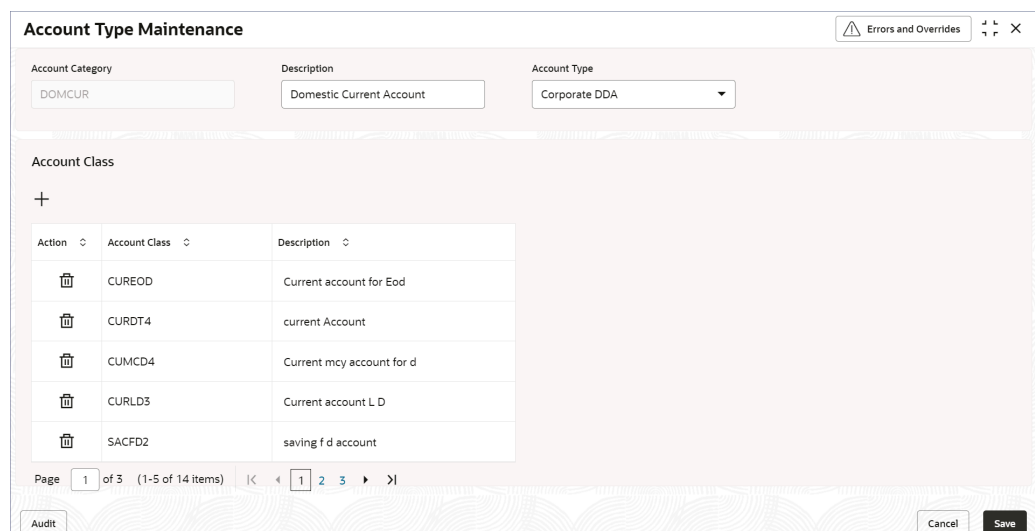 Account Type Maintenance
Errors and Overrides
Account Category
Description
Account Type
DOMCUR
Domestic Current Account
Corporate DDA
Account Class
Action
Account Class
Description
CUREOD
Current account for Eod
CURDT4
current Account
CUMCD4
Current mcy account for d
CURLD3
Current account L D
SACFD2
saving f d account
Page 1 of 3 (1-5 of 14 items) 1 2 3
Audit
Cancel
Save